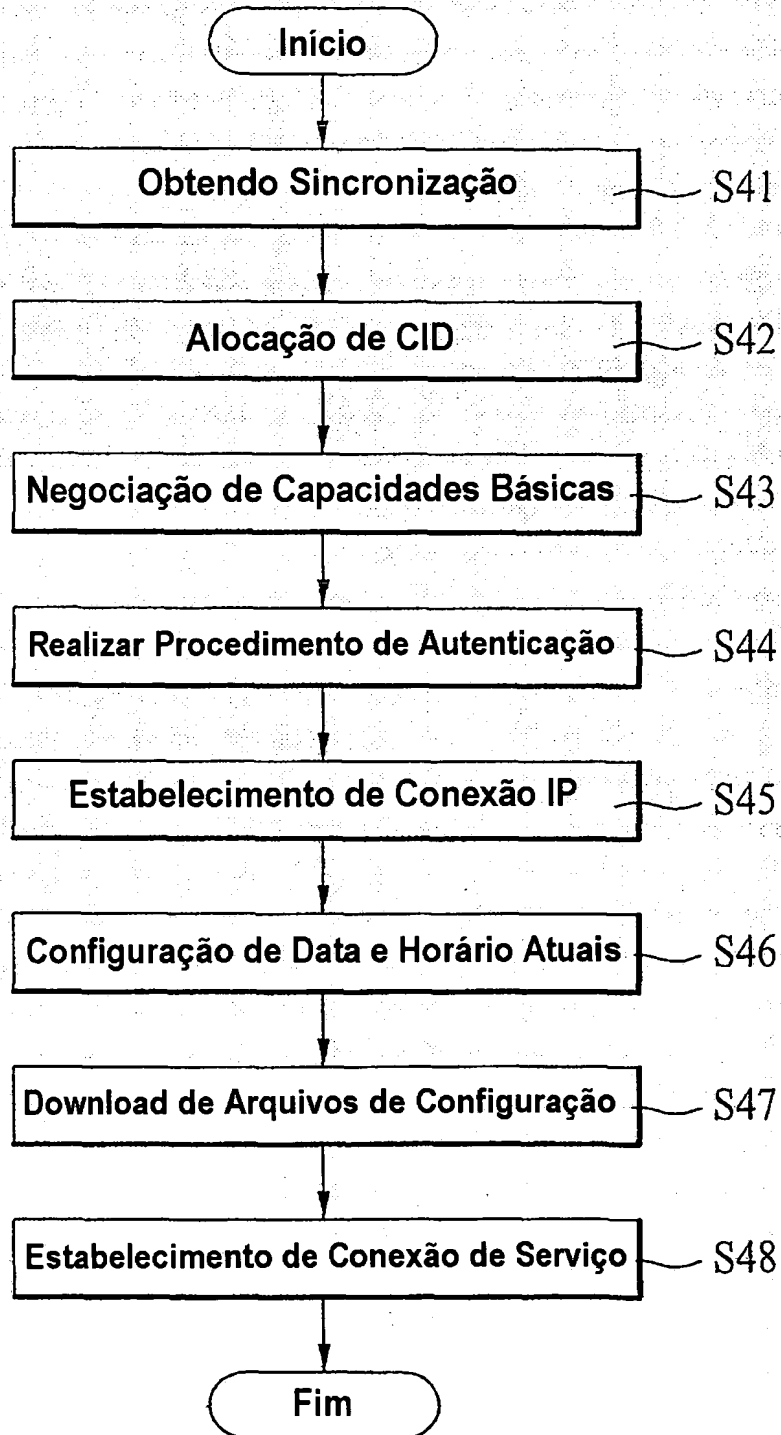 Início
Obtendo Sincronização S41
Alocação de CID S42
Negociação de Capacidades Básicas S43
Realizar Procedimento de Autenticação S44
Estabelecimento de Conexão IP S45
Configuração de Data e Horário Atuais S46
Download de Arquivos de Configuração S47
Estabelecimento de Conexão de Serviço S48
Fim